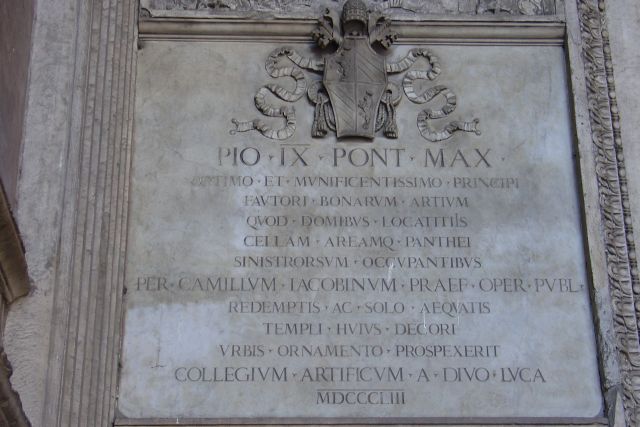 PIO · IX · PONT · MAX ·
OPTIMO · ET · MVNIFICENTISSIMO · PRINCIPI
FAVTORI · BONARVM · ARTIVM
QVOD · DOMIBVS · LOCATITIIS
CELLAM · AREAMQ · PANTHEI
SINISTRORSVM · OCCVPANTIBVS
PER · CAMILLVM · IACOBINVM · PRAEF · OPER · PVBL ·
REDEMPTIS · AC · SOLO · AEQVATIS
TEMPLI · HVIVS · DECORI
VRBIS · ORNAMENTO · PROSPEXERIT
COLLEGIVM · ARTIFICVM · A · DIVO · LVCA
MDCCCLIII